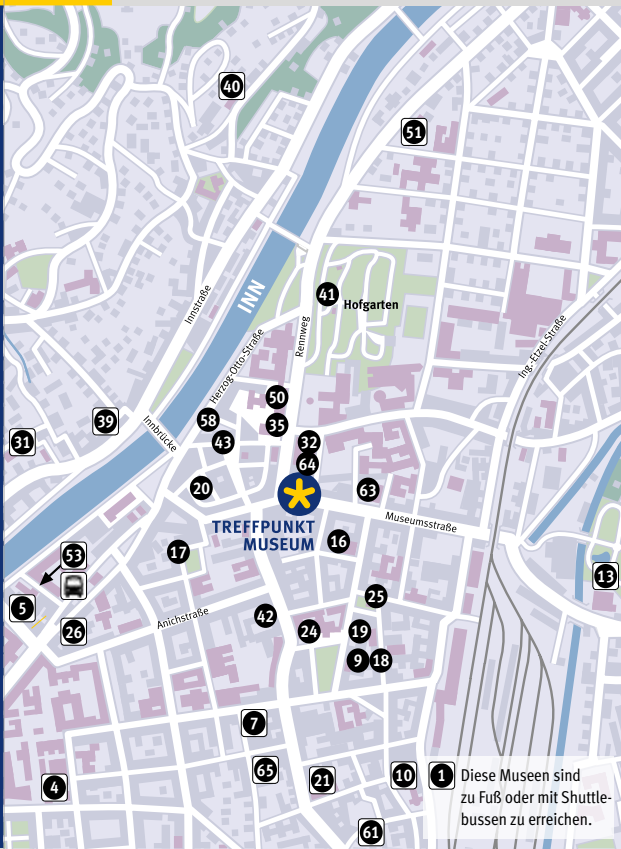 40
51
INN
Innstraße
41
Hofgarten
Rennweg
Herzog-Otto-Straße
Ing.-Etzel-Straße
50
39
58
35
Innbrücke
31
43
32
64
20
63
TREFFPUNKT
MUSEUM
Museumsstraße
16
17
53
13
5
25
26
Anichstraße
42
24
19
9
18
7
65
21
10
4
61
1 Diese Museen sind
zu Fuß oder mit Shuttle-
bussen zu erreichen.